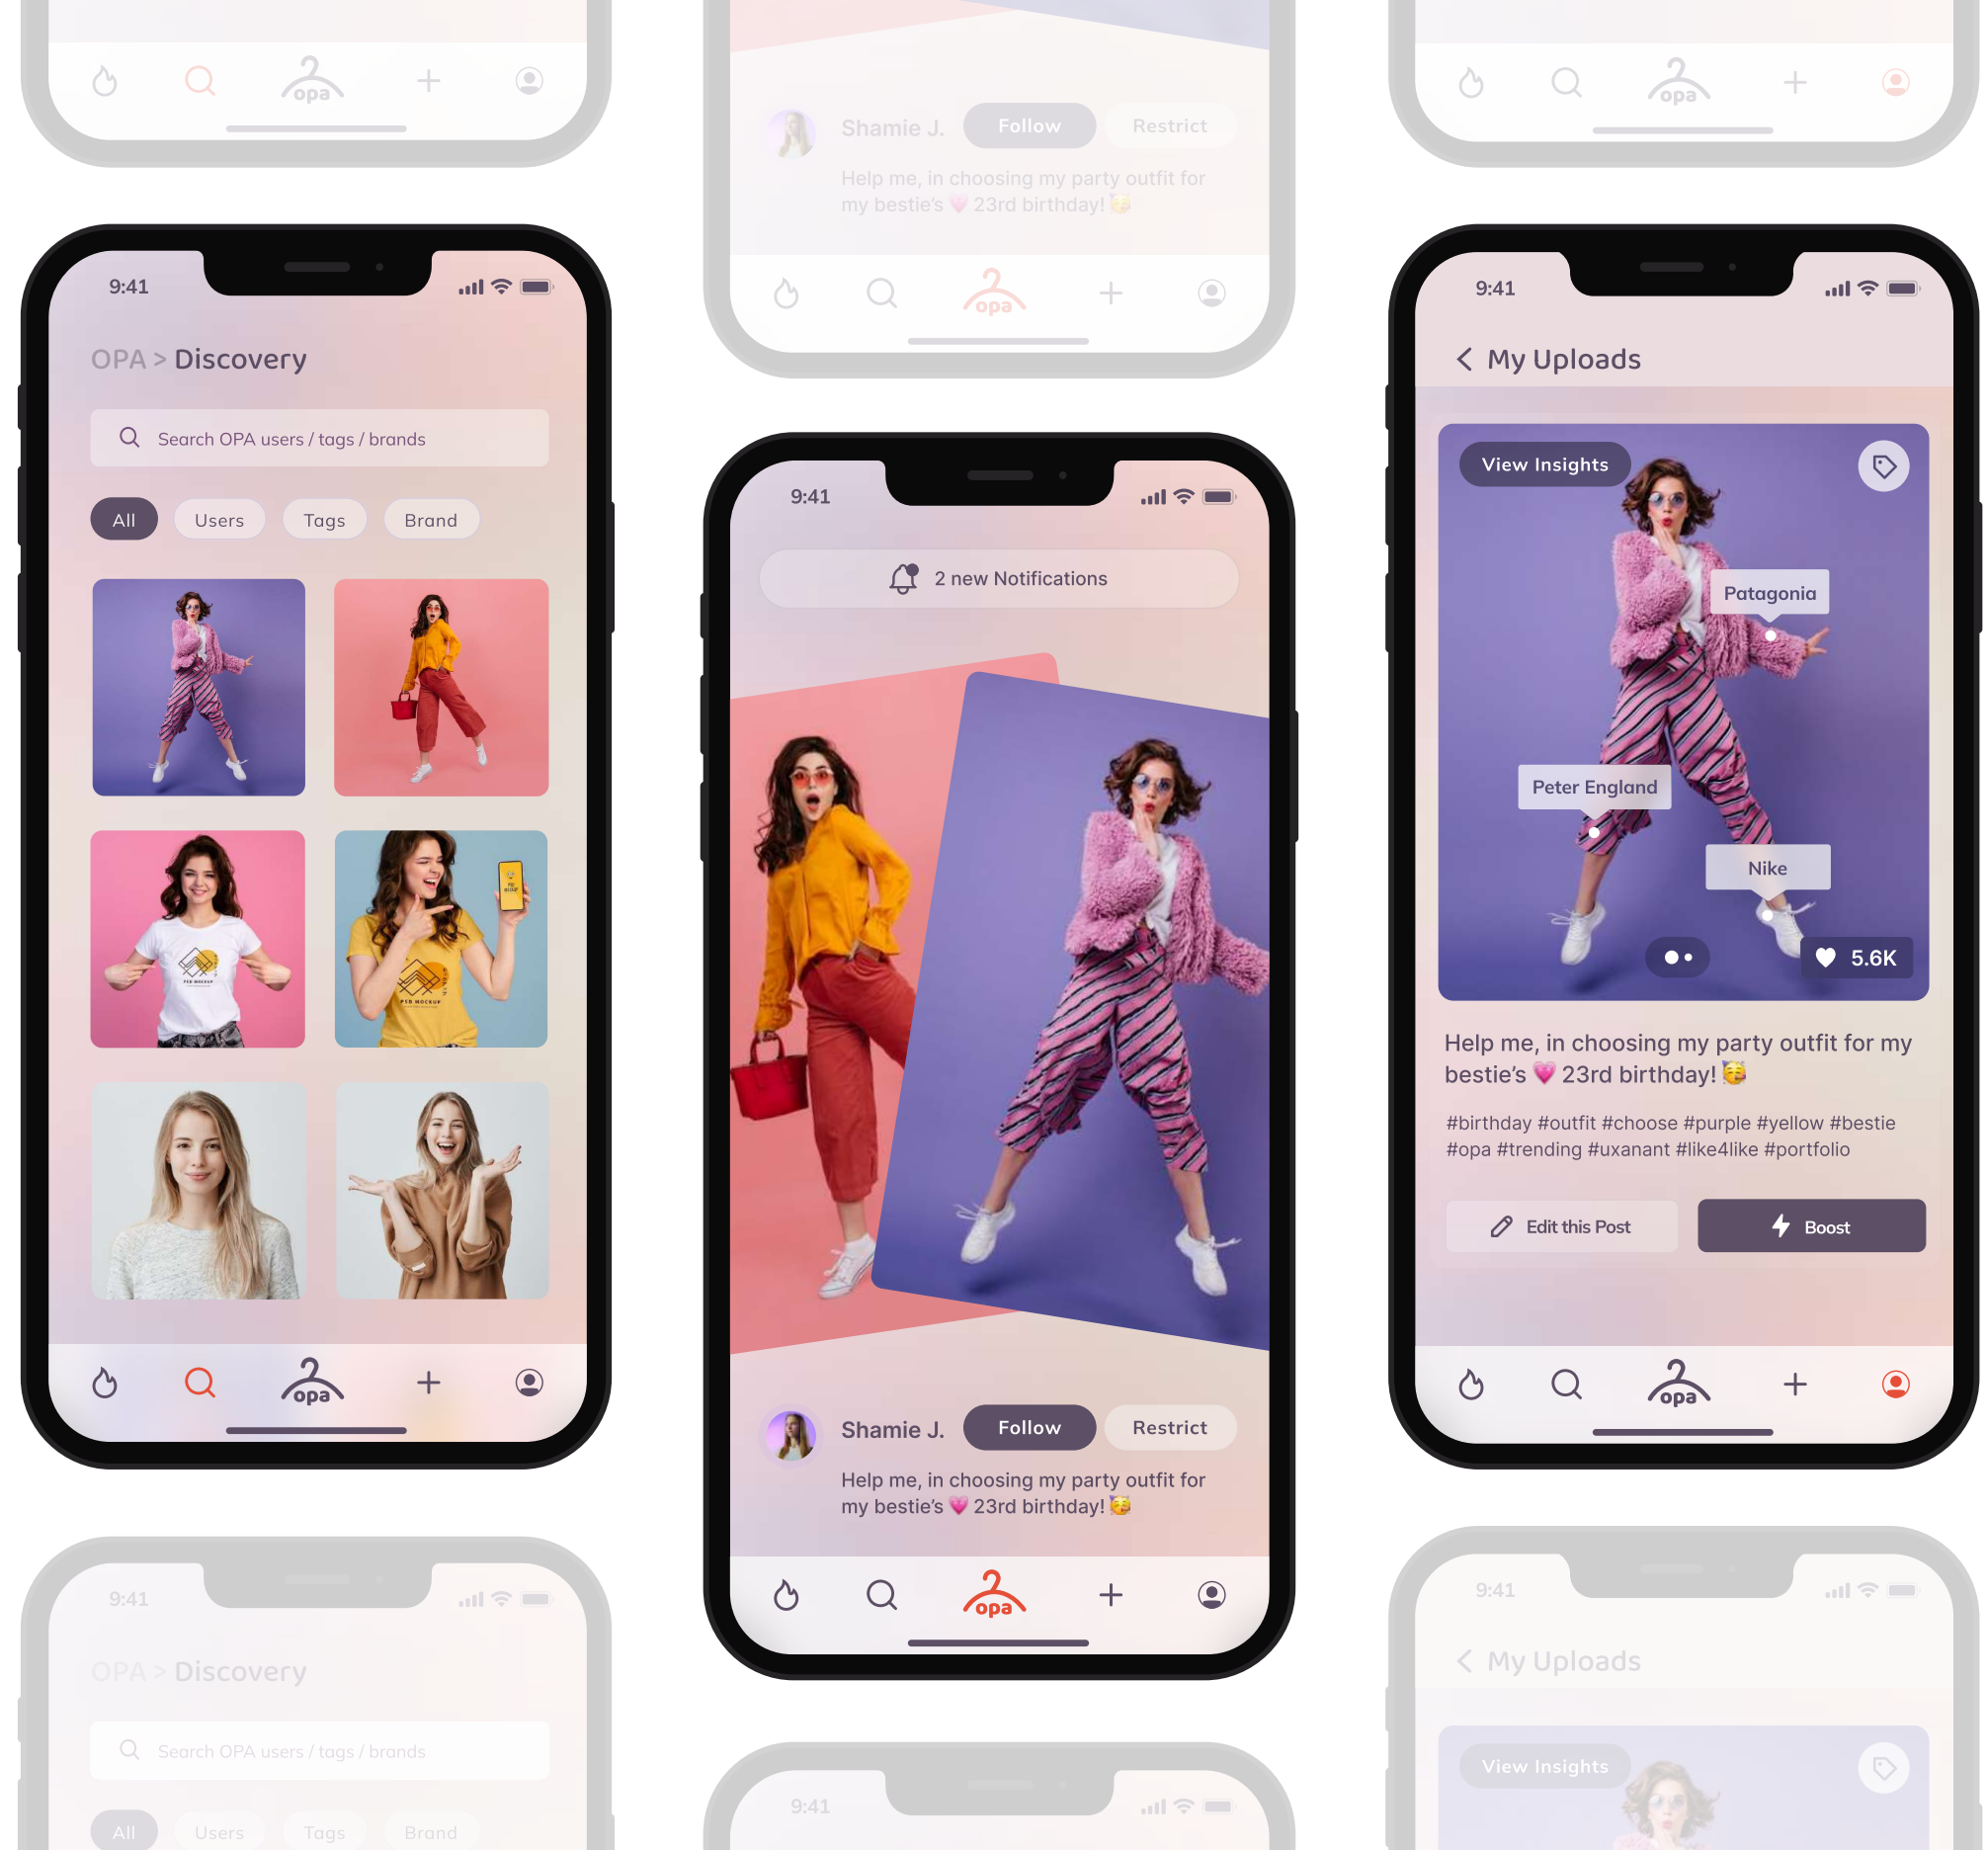 opa
Shamie J. Follow Restrict
Help me, in choosing my party outfit for
my bestie’s 💗 23rd birthday! 🥳
opa
opa
9:41
OPA > Discovery
Search OPA users / tags / brands
All Users Tags Brand
PSD MOCKUP
PSD MOCKUP
opa
9:41
2 new Notifications
Shamie J. Follow Restrict
Help me, in choosing my party outfit for
my bestie’s 💗 23rd birthday! 🥳
opa
9:41
My Uploads
View Insights
Patagonia
Peter England
Nike
5.6K
Help me, in choosing my party outfit for my
bestie’s 💗 23rd birthday! 🥳
#birthday #outfit #choose #purple #yellow #bestie
#opa #trending #uxanant #like4like #portfolio
Edit this Post Boost
opa
9:41
OPA > Discovery
Search OPA users / tags / brands
All Users Tags Brand
9:41
9:41
My Uploads
View Insights